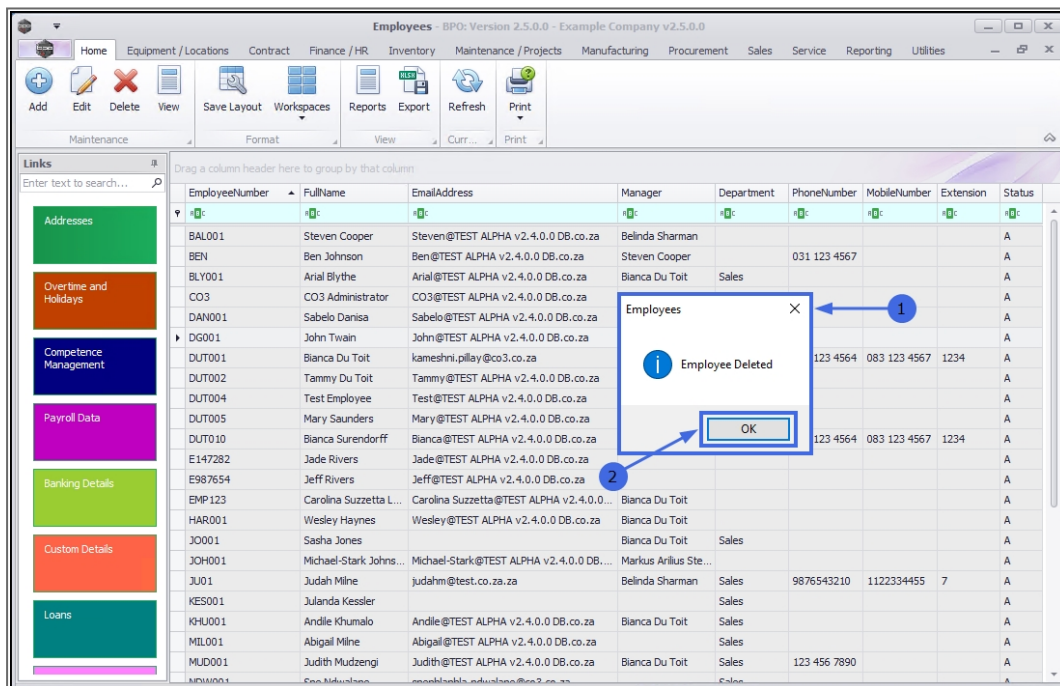 Employees - BPO: Version 2.5.0.0 - Example Company v2.5.0.0
Home Equipment / Locations Contract Finance / HR Inventory Maintenance / Projects Manufacturing Procurement Sales Service Reporting Utilities
Add Edit Delete View Save Layout Workspaces Reports Export Refresh Print
Maintenance Format View Curr... Print
Links
Enter text to search...
Addresses
Overtime and
Holidays
Competence
Management
Payroll Data
Banking Details
Custom Details
Loans
Drag a column header here to group by that column
EmployeeNumber FullName EmailAddress Manager Department PhoneNumber MobileNumber Extension Status
BAL001 Steven Cooper Steven@TEST ALPHA v2.4.0.0 DB.co.za Belinda Sharman A
BEN Ben Johnson Ben@TEST ALPHA v2.4.0.0 DB.co.za Steven Cooper 031 123 4567 A
BLY001 Arial Blythe Arial@TEST ALPHA v2.4.0.0 DB.co.za Bianca Du Toit Sales A
CO3 CO3 Administrator CO3@TEST ALPHA v2.4.0.0 DB.co.za A
DAN001 Sabelo Danisa Sabelo@TEST ALPHA v2.4.0.0 DB.co.za A
DG001 John Twain John@TEST ALPHA v2.4.0.0 DB.co.za A
DUT001 Bianca Du Toit kameshni.pillay@co3.co.za 123 4564 083 123 4567 1234 A
DUT002 Tammy Du Toit Tammy@TEST ALPHA v2.4.0.0 DB.co.za A
DUT004 Test Employee Test@TEST ALPHA v2.4.0.0 DB.co.za A
DUT005 Mary Saunders Mary@TEST ALPHA v2.4.0.0 DB.co.za A
DUT010 Bianca Surendorff Bianca@TEST ALPHA v2.4.0.0 DB.co.za 123 4564 083 123 4567 1234 A
E147282 Jade Rivers Jade@TEST ALPHA v2.4.0.0 DB.co.za A
E987654 Jeff Rivers Jeff@TEST ALPHA v2.4.0.0 DB.co.za A
EMP123 Carolina Suzzetta L... Carolina Suzzetta@TEST ALPHA v2.4.0.0... Bianca Du Toit A
HAR001 Wesley Haynes Wesley@TEST ALPHA v2.4.0.0 DB.co.za Bianca Du Toit A
JO001 Sasha Jones Bianca Du Toit Sales A
JOH001 Michael-Stark Johns... Michael-Stark@TEST ALPHA v2.4.0.0 DB.... Markus Arilius Ste... A
JU01 Judah Milne judahm@test.co.za.za Belinda Sharman Sales 9876543210 1122334455 7 A
KES001 Julanda Kessler Sales A
KHU001 Andile Khumalo Andile@TEST ALPHA v2.4.0.0 DB.co.za Bianca Du Toit Sales A
MIL001 Abigail Milne Abigail@TEST ALPHA v2.4.0.0 DB.co.za Sales A
MUD001 Judith Mudzengi Judith@TEST ALPHA v2.4.0.0 DB.co.za Bianca Du Toit Sales 123 456 7890 A
Employees
Employee Deleted
OK
1
2